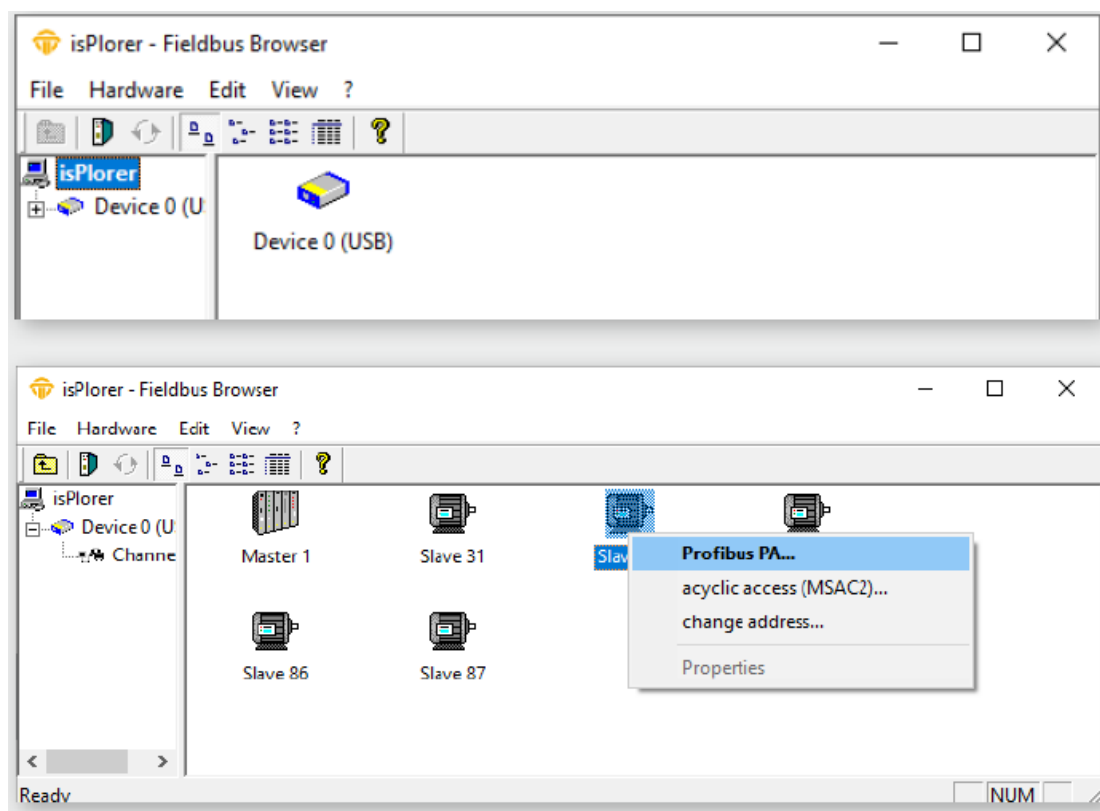 isPlorer - Fieldbus Browser
File Hardware Edit View ?
isPlorer
Device 0 (U
Device 0 (USB)
isPlorer - Fieldbus Browser
File Hardware Edit View ?
isPlorer
Device 0 (U
Channe
Master 1
Slave 31
Slav
Profibus PA...
acyclic access (MSAC2)...
change address...
Properties
Slave 86
Slave 87
Ready
NUM